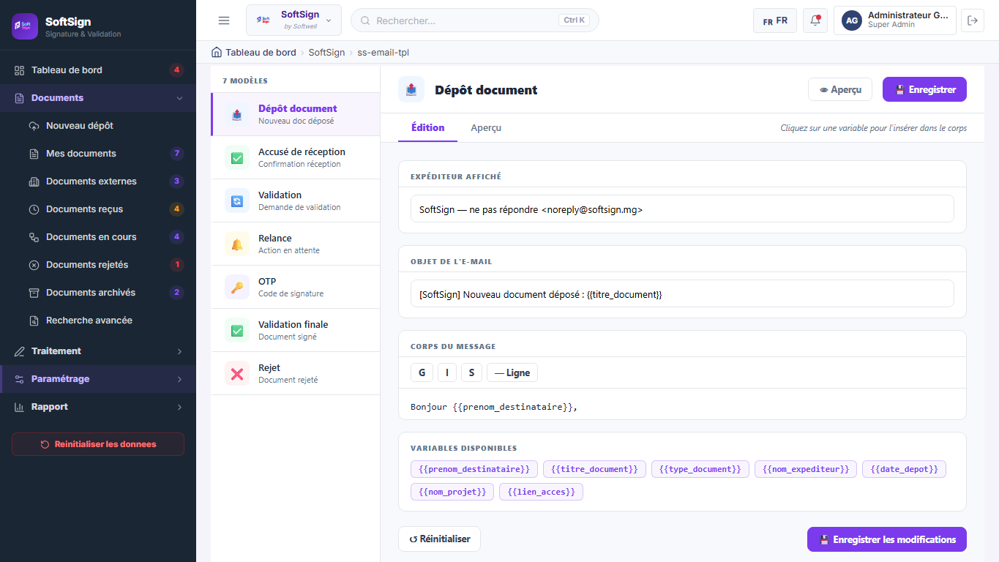 SoftSign
Signature & Validation
Tableau de bord 4
Documents
Nouveau dépôt
Mes documents 7
Documents externes 3
Documents reçus 4
Documents en cours 4
Documents rejetés 1
Documents archivés 2
Recherche avancée
Traitement
Paramétrage
Rapport
Reinitialiser les donnees
Soft Sign
SoftSign
by Softwell
Rechercher... Ctrl K
FR FR
AG
Administrateur G...
Super Admin
Tableau de bord › SoftSign › ss-email-tpl
7 MODÈLES
Dépôt document
Nouveau doc déposé
Accusé de réception
Confirmation réception
Validation
Demande de validation
Relance
Action en attente
OTP
Code de signature
Validation finale
Document signé
Rejet
Document rejeté
Dépôt document
Aperçu
Enregistrer
Édition
Aperçu
Cliquez sur une variable pour l'insérer dans le corps
EXPÉDITEUR AFFICHÉ
SoftSign — ne pas répondre <noreply@softsign.mg>
OBJET DE L'E-MAIL
[SoftSign] Nouveau document déposé : {{titre_document}}
CORPS DU MESSAGE
G I S — Ligne
Bonjour {{prenom_destinataire}},
VARIABLES DISPONIBLES
{{prenom_destinataire}} {{titre_document}} {{type_document}} {{nom_expediteur}} {{date_depot}}
{{nom_projet}} {{lien_acces}}
↺ Réinitialiser
Enregistrer les modifications